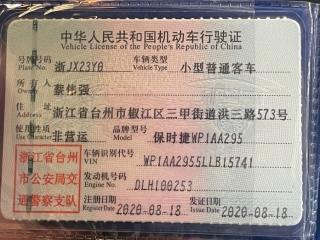 中华人民共和国机动车行驶证
Vehicle License of the People's Republic of China
号牌号码 浙JX23Y0 车辆类型 小型普通客车
Plate No. Vehicle Type
所有人 蔡伟强
Owner
住址 浙江省台州市椒江区三甲街道洪三路573号
Address
使用性质 非营运 品牌型号 保时捷WP1AA295
Use Character Model
浙江省台州市公安局交通警察支队
车辆识别代号 WP1AA2955LLB15741
VIN
发动机号码 DLH100253
Engine No.
注册日期 2020-08-18 发证日期 2020-08-18
Register Date Issue Date